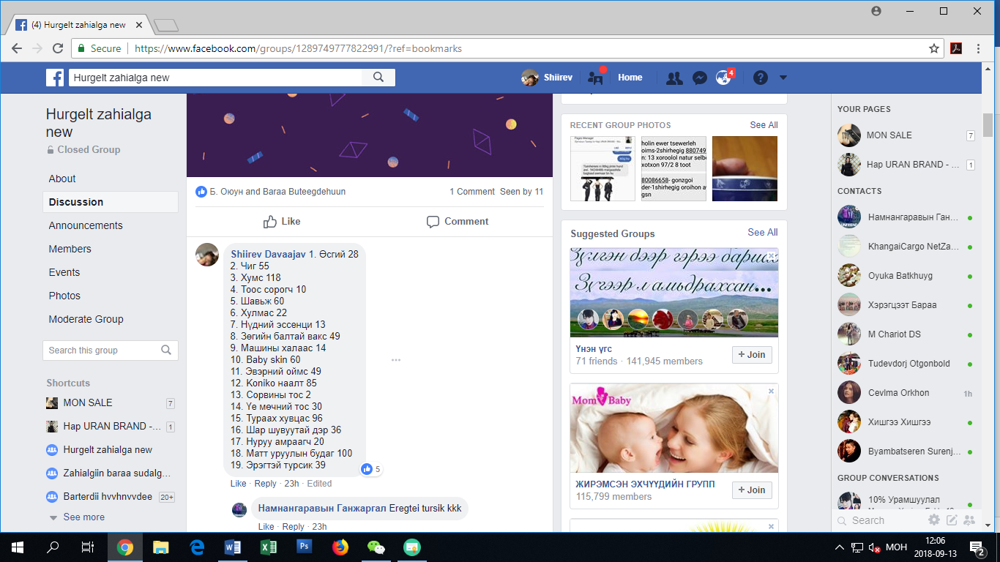 (4) Hurgelt zahialga new
Secure
https://www.facebook.com/groups/1289749777822991/?ref=bookmarks
Hurgelt zahialga new
Shiirev
Home
4
Hurgelt zahialga
new
Closed Group
About
Discussion
Announcements
Members
Events
Photos
Moderate Group
Search this group
Shortcuts
MON SALE 7
Hap URAN BRAND -... 1
Hurgelt zahialga new
Zahialgiin baraa sudalg...
Barterdii hvvhnvvdee 20+
See more
Б. Оюун and Baraa Buteegdehuun
1 Comment Seen by 11
Like
Comment
Shiirev Davaajav 1. Өсгий 28
2. Чиг 55
3. Хумс 118
4. Тоос сорогч 10
5. Шавьж 60
6. Хулмас 22
7. Нүдний эссенци 13
8. Зөгийн балтай вакс 49
9. Машины халаас 14
10. Baby skin 60
11. Эвэрний оймс 49
12. Koniko наалт 85
13. Сорвины тос 2
14. Үе мөчний тос 30
15. Тураах хувцас 96
16. Шар шувуутай дэр 36
17. Нуруу амраагч 20
18. Матт уруулын будаг 100
19. Эрэгтэй турсик 39
5
Like · Reply · 23h · Edited
Намнангаравын Ганжаргал Eregtei tursik kkk
Like · Reply · 23h
RECENT GROUP PHOTOS
See All
holin ewer tsewerleh
oims-2shirhegig 880749
n: 13 xoroolol natur selbe
xotxon 97/2 8 toot
80086658- gonzgoi
der-1shirhegig oroihon a
gsn
Suggested Groups
See All
Зүлгэн дээр гэрээ барина
Зүгээр л амьдрахсан...
Үнэн үгс
71 friends · 141,945 members
+ Join
Mom Baby
ЖИРЭМСЭН ЭХЧҮҮДИЙН ГРУПП
115,799 members
+ Join
YOUR PAGES
MON SALE 7
Hap URAN BRAND - ... 1
CONTACTS
Намнангаравын Ган...
KhangaiCargo NetZa...
Oyuka Batkhuyg
Хэрэгцээт Бараа
M Chariot DS
Tudevdorj Otgonbold
Cevlma Orkhon 1h
Хишгээ Хишгээ
Byambatseren Surenj...
GROUP CONVERSATIONS
10% Урамшуулал
Search
МОН
12:06
2018-09-13
2